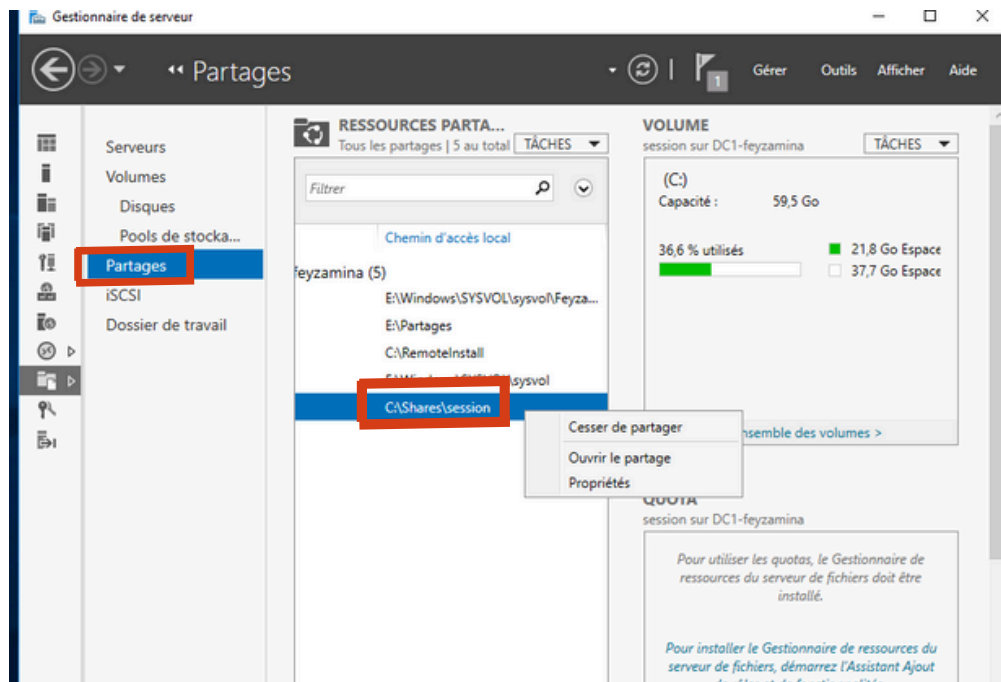 Gestionnaire de serveur
Partages
1
Gérer Outils Afficher Aide
Serveurs
Volumes
Disques
Pools de stocka...
Partages
iSCSI
Dossier de travail
RESSOURCES PARTA...
Tous les partages | 5 au total
TÂCHES
Filtrer
Chemin d'accès local
feyzamina (5)
E:\Windows\SYSVOL\sysvol\Feyza...
E:\Partages
C:\RemoteInstall
\sysvol
C:\Shares\session
Cesser de partager
Ouvrir le partage
Propriétés
VOLUME
session sur DC1-feyzamina
TÂCHES
(C:)
Capacité : 59,5 Go
36,6 % utilisés
21,8 Go Espace
37,7 Go Espace
des volumes >
QUOTA
session sur DC1-feyzamina
Pour utiliser les quotas, le Gestionnaire de
ressources du serveur de fichiers doit être
installé.
Pour installer le Gestionnaire de ressources du
serveur de fichiers, démarrez l'Assistant Ajout